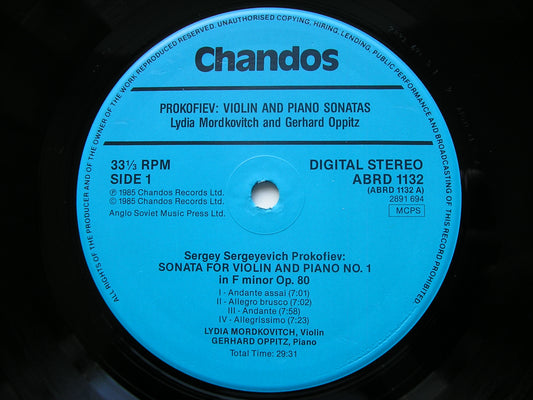 ALL RIGHTS OF THE PRODUCER AND OF THE OWNER OF THE WORK REPRODUCED RESERVED. UNAUTHORISED COPYING, HIRING, LENDING, PUBLIC PERFORMANCE AND BROADCASTING OF THIS RECORD PROHIBITED
Chandos
PROKOFIEV: VIOLIN AND PIANO SONATAS
Lydia Mordkovitch and Gerhard Oppitz
33⅓ RPM
SIDE 1
℗ 1985 Chandos Records Ltd.
© 1985 Chandos Records Ltd.
Anglo Soviet Music Press Ltd.
DIGITAL STEREO
ABRD 1132
(ABRD 1132 A)
2891 694
MCPS
Sergey Sergeyevich Prokofiev:
SONATA FOR VIOLIN AND PIANO NO. 1
in F minor Op. 80
I - Andante assai (7:01)
II - Allegro brusco (7:02)
III - Andante (7:58)
IV - Allegrissimo (7:23)
LYDIA MORDKOVITCH, Violin
GERHARD OPPITZ, Piano
Total Time: 29:31